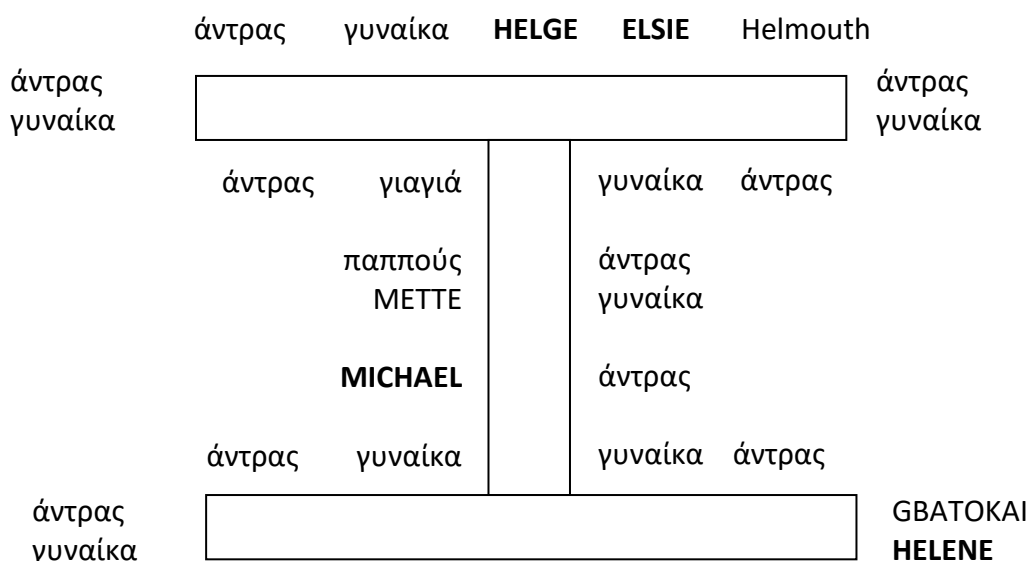 άντρας γυναίκα HELGE ELSIE Helmouth
άντρας άντρας
γυναίκα γυναίκα
άντρας γιαγιά γυναίκα άντρας
παππούς άντρας
METTE γυναίκα
MICHAEL άντρας
άντρας γυναίκα γυναίκα άντρας
άντρας GBATOKAI
γυναίκα HELENE